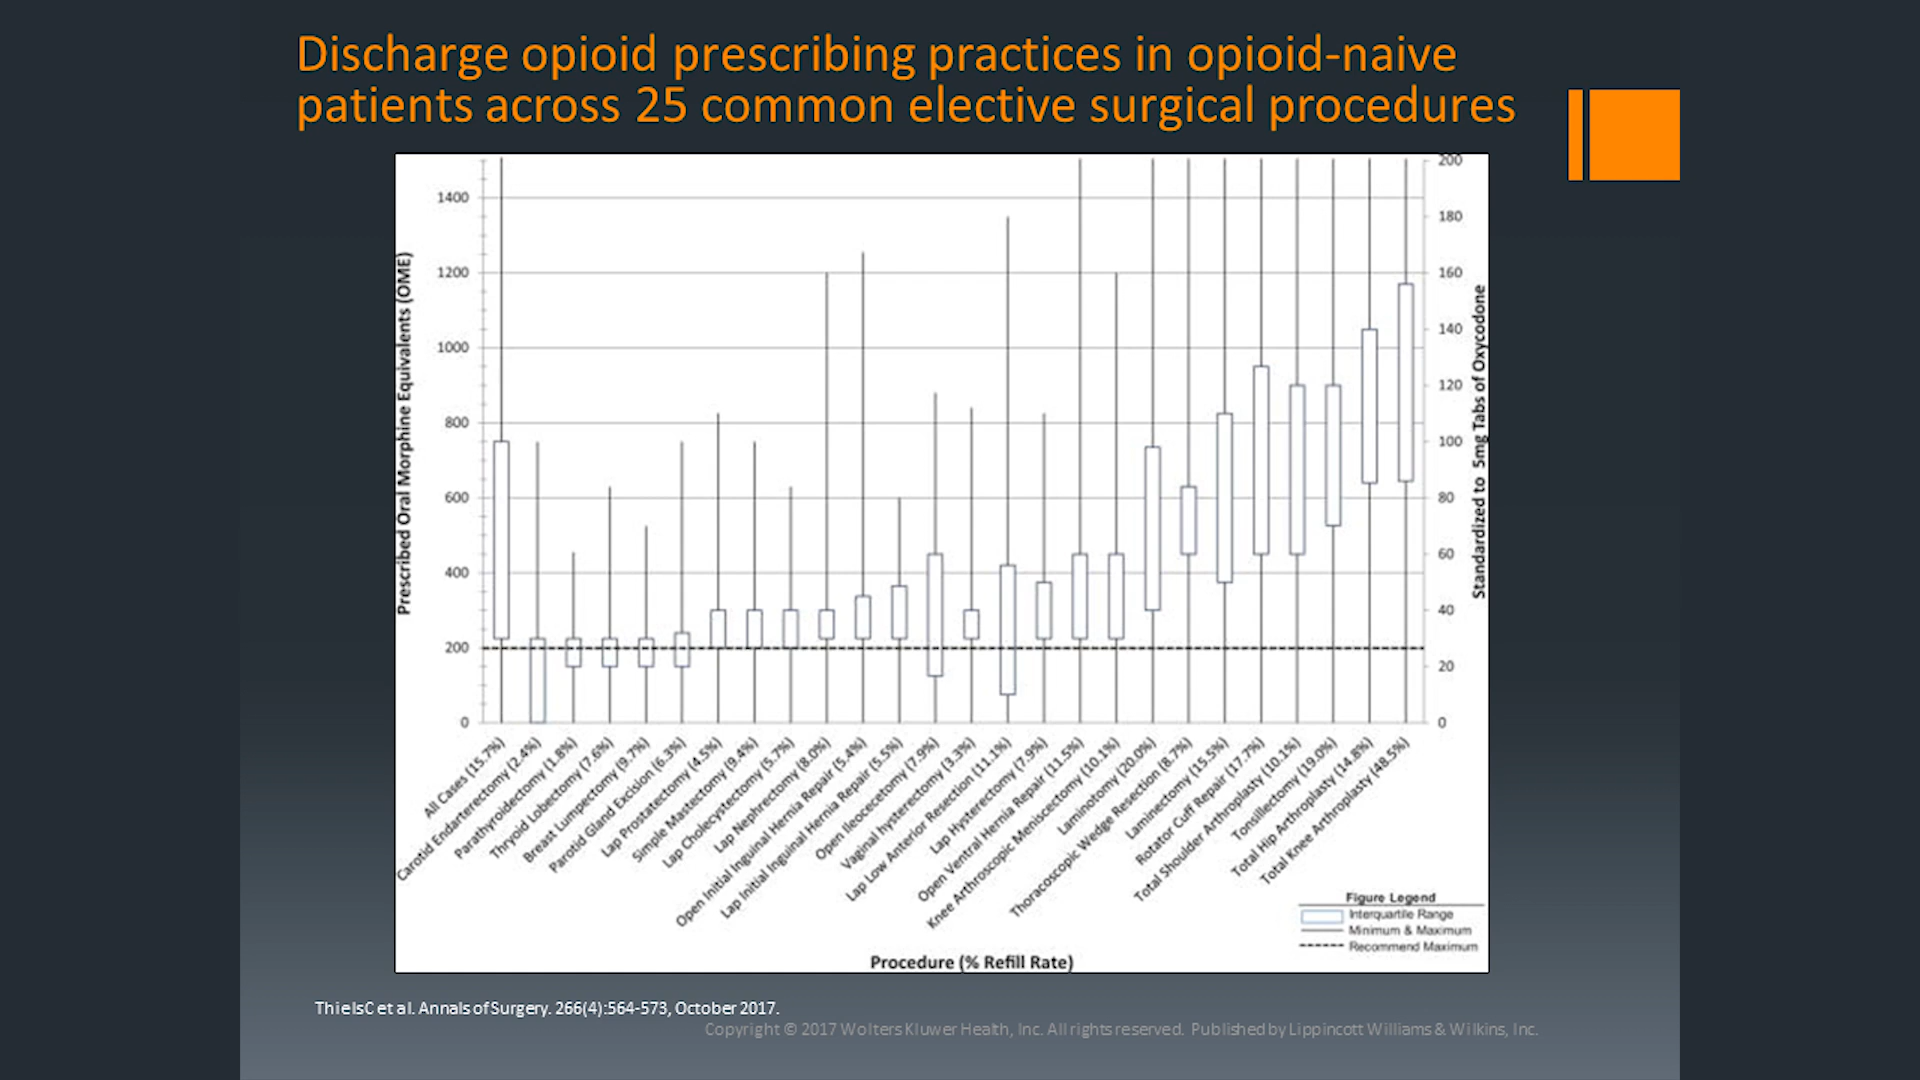 Discharge opioid prescribing practices in opioid-naive
patients across 25 common elective surgical procedures
Prescribed Oral Morphine Equivalents (OME)
1400
1200
1000
800
600
400
200
0
200
180
160
140
120
100
80
60
40
20
0
Standardized to 5mg Tabs of Oxycodone
All Cases (15.7%)
Carotid Endarterectomy (2.4%)
Parathyroidectomy (1.8%)
Thyroid Lobectomy (7.6%)
Breast Lumpectomy (9.7%)
Parotid Gland Excision (6.3%)
Lap Prostatectomy (4.5%)
Simple Mastectomy (9.4%)
Lap Cholecystectomy (5.7%)
Lap Nephrectomy (8.0%)
Open Initial Inguinal Hernia Repair (5.4%)
Lap Initial Inguinal Hernia Repair (5.5%)
Open Ileocecetomy (7.9%)
Vaginal hysterectomy (3.3%)
Lap Low Anterior Resection (11.1%)
Lap Hysterectomy (7.9%)
Open Ventral Hernia Repair (11.5%)
Knee Arthroscopic Meniscectomy (10.1%)
Laminotomy (20.0%)
Thoracoscopic Wedge Resection (8.7%)
Laminectomy (15.5%)
Rotator Cuff Repair (17.7%)
Total Shoulder Arthroplasty (10.1%)
Tonsillectomy (19.0%)
Total Hip Arthroplasty (14.8%)
Total Knee Arthroplasty (48.5%)
Figure Legend
Interquartile Range
Minimum & Maximum
Recommend Maximum
Procedure (% Refill Rate)
Thiels C et al. Annals of Surgery. 266(4):564-573, October 2017.
Copyright © 2017 Wolters Kluwer Health, Inc. All rights reserved. Published by Lippincott Williams & Wilkins, Inc.